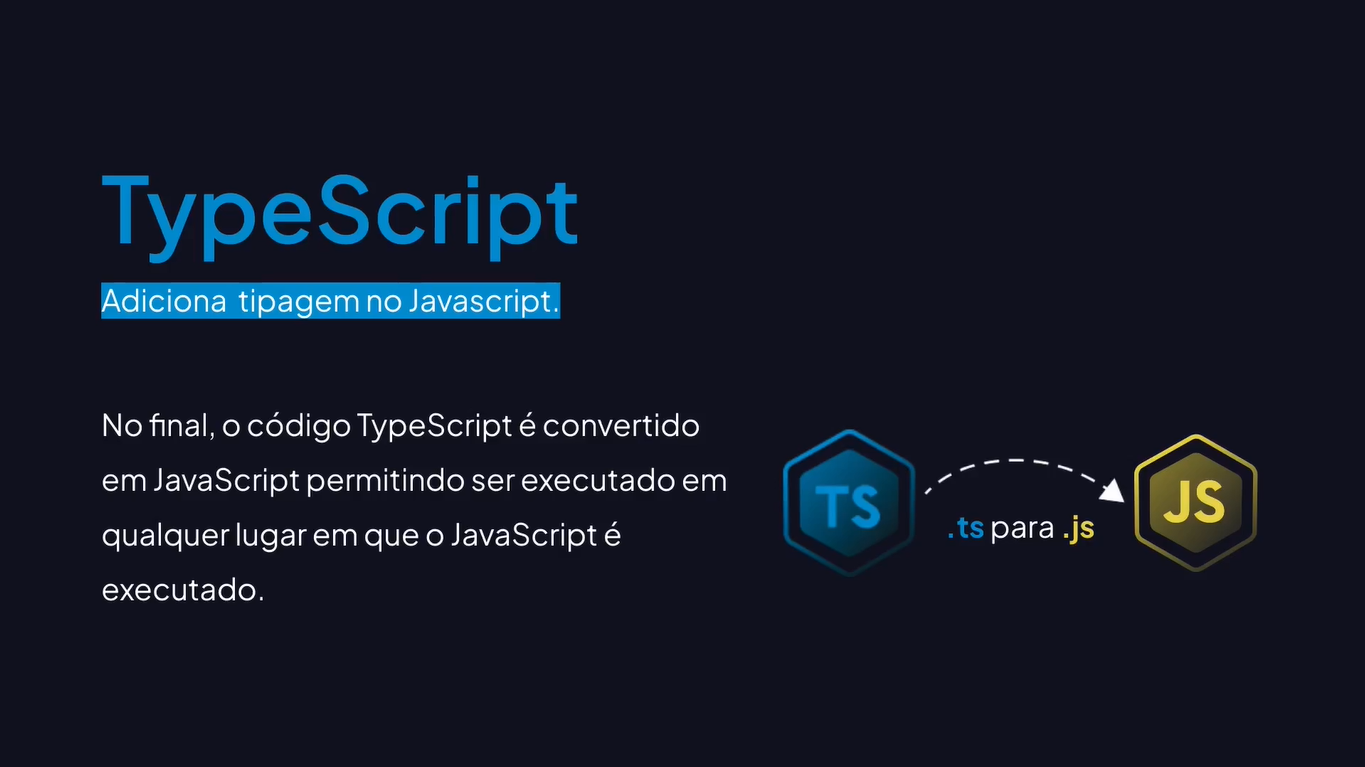 TypeScript
Adiciona tipagem no Javascript.
No final, o código TypeScript é convertido
em JavaScript permitindo ser executado em
qualquer lugar em que o JavaScript é
executado.
TS
.ts para .js
JS